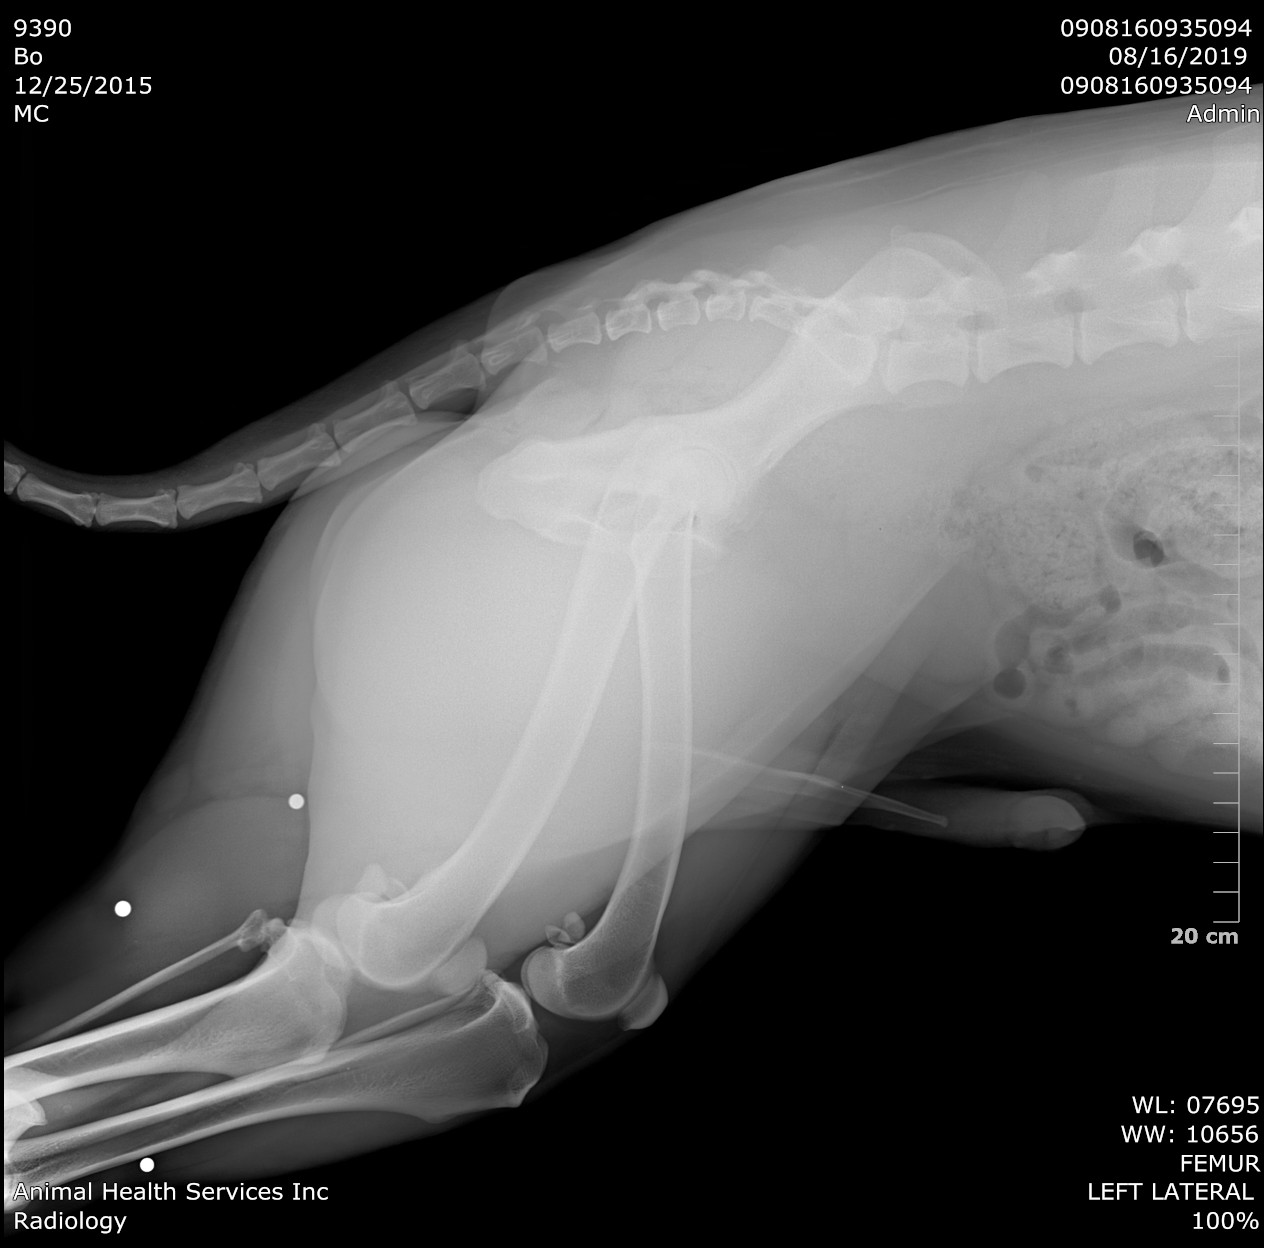 9390
Bo
12/25/2015
MC
0908160935094
08/16/2019
0908160935094
Admin
20 cm
WL: 07695
WW: 10656
FEMUR
LEFT LATERAL
100%
Animal Health Services Inc
Radiology